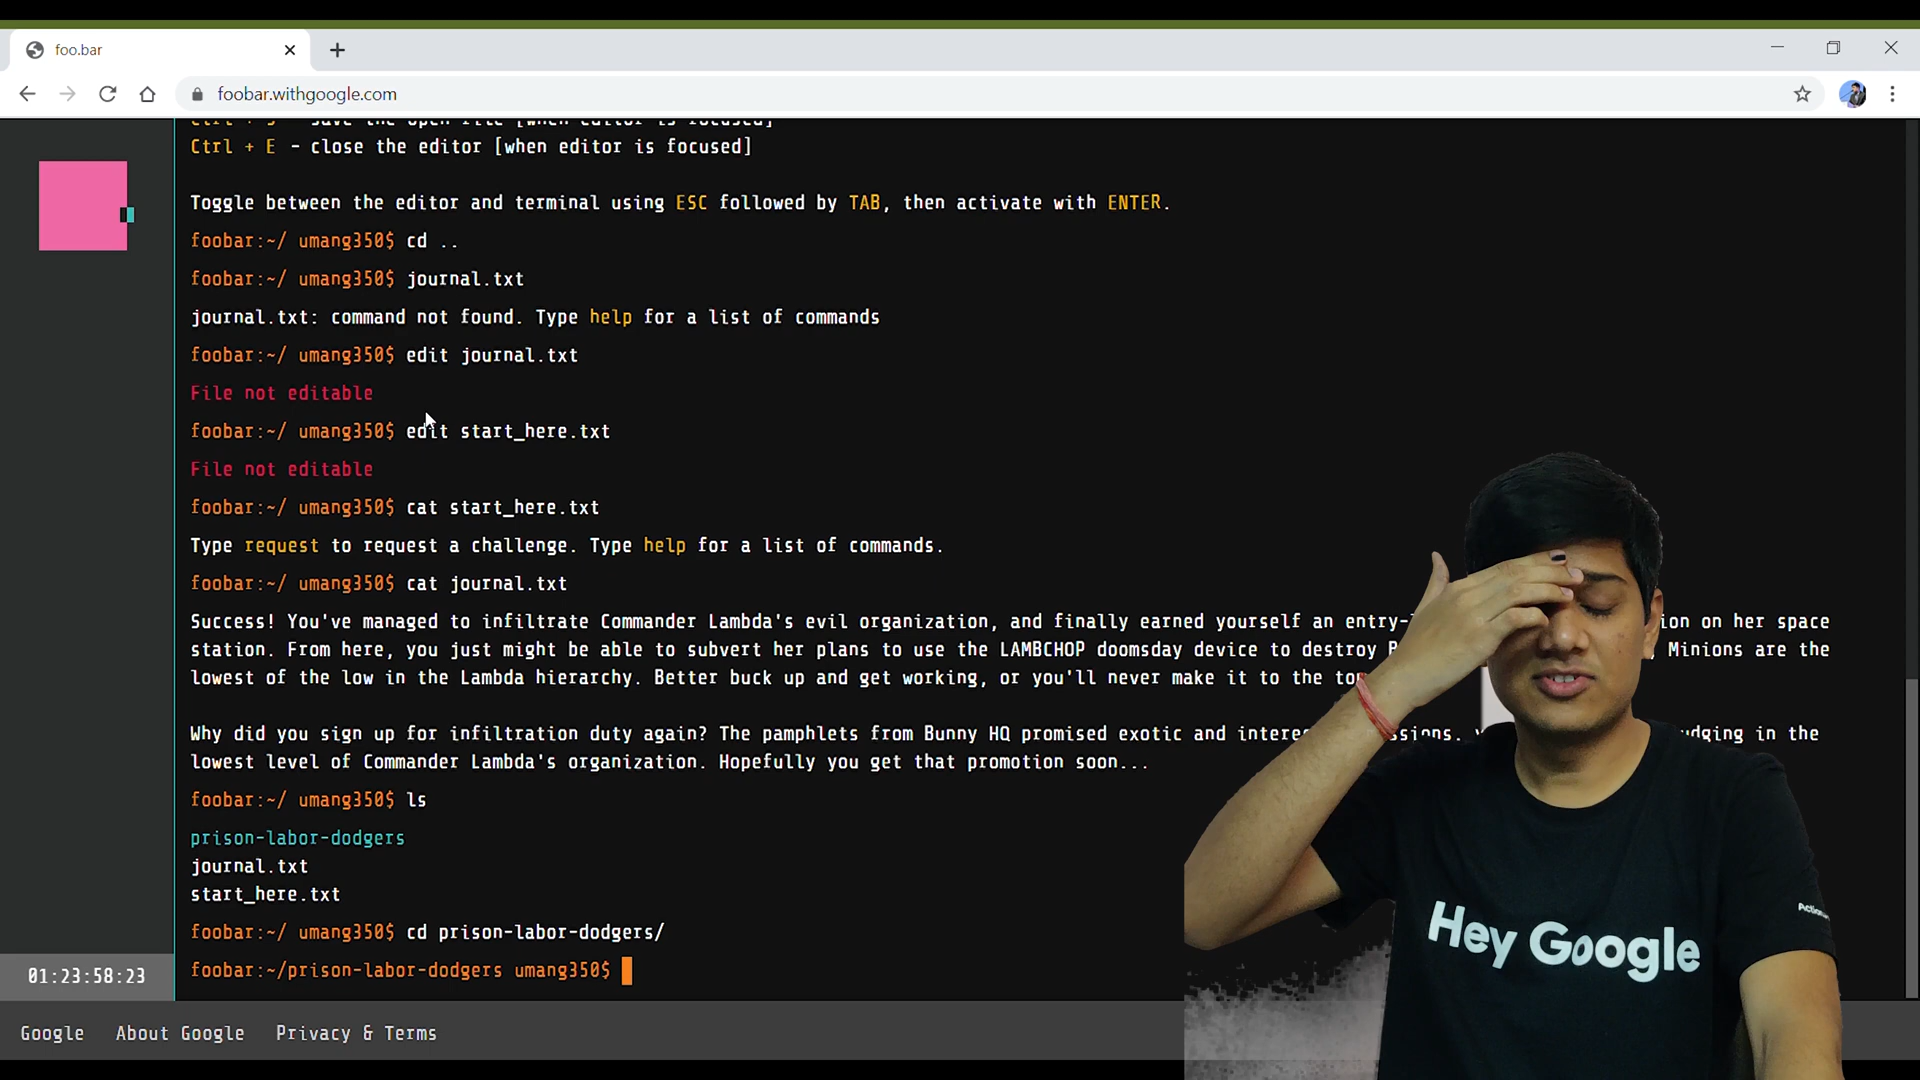 foo.bar
foobar.withgoogle.com
Ctrl + S - save the open file [when editor is focused]
Ctrl + E - close the editor [when editor is focused]
Toggle between the editor and terminal using ESC followed by TAB, then activate with ENTER.
foobar:~/ umang350$ cd ..
foobar:~/ umang350$ journal.txt
journal.txt: command not found. Type help for a list of commands
foobar:~/ umang350$ edit journal.txt
File not editable
foobar:~/ umang350$ edit start_here.txt
File not editable
foobar:~/ umang350$ cat start_here.txt
Type request to request a challenge. Type help for a list of commands.
foobar:~/ umang350$ cat journal.txt
Success! You've managed to infiltrate Commander Lambda's evil organization, and finally earned yourself an on her space
station. From here, you just might be able to subvert her plans to use the LAMBCHOP doomsday device to destroy Minions are the
lowest of the low in the Lambda hierarchy. Better buck up and get working, or you'll never make it to the
Why did you sign up for infiltration duty again? The pamphlets from Bunny HQ promised exotic and in the
lowest level of Commander Lambda's organization. Hopefully you get that promotion soon...
foobar:~/ umang350$ ls
prison-labor-dodgers
journal.txt
start_here.txt
foobar:~/ umang350$ cd prison-labor-dodgers/
foobar:~/prison-labor-dodgers umang350$
01:23:58:23
Google About Google Privacy & Terms
Hey Google